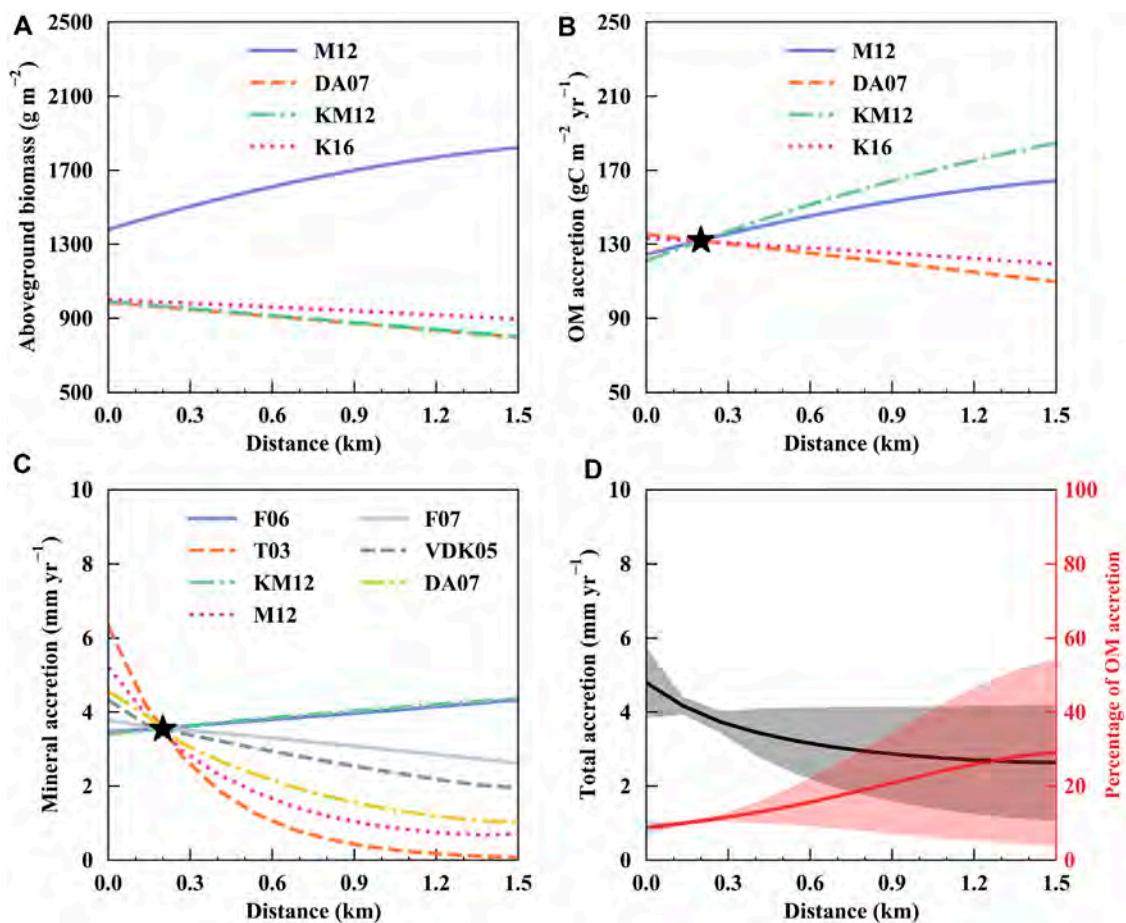 A
Aboveground biomass (g m⁻²)
2500
2100
1700
1300
900
500
M12
DA07
KM12
K16
0.0 0.3 0.6 0.9 1.2 1.5
Distance (km)
B
OM accretion (gC m⁻² yr⁻¹)
250
210
170
130
90
50
M12
DA07
KM12
K16
0.0 0.3 0.6 0.9 1.2 1.5
Distance (km)
C
Mineral accretion (mm yr⁻¹)
10
8
6
4
2
0
F06 F07
T03 VDK05
KM12 DA07
M12
0.0 0.3 0.6 0.9 1.2 1.5
Distance (km)
D
Total accretion (mm yr⁻¹)
10
8
6
4
2
0
100
80
60
40
20
0
Percentage of OM accretion
0.0 0.3 0.6 0.9 1.2 1.5
Distance (km)